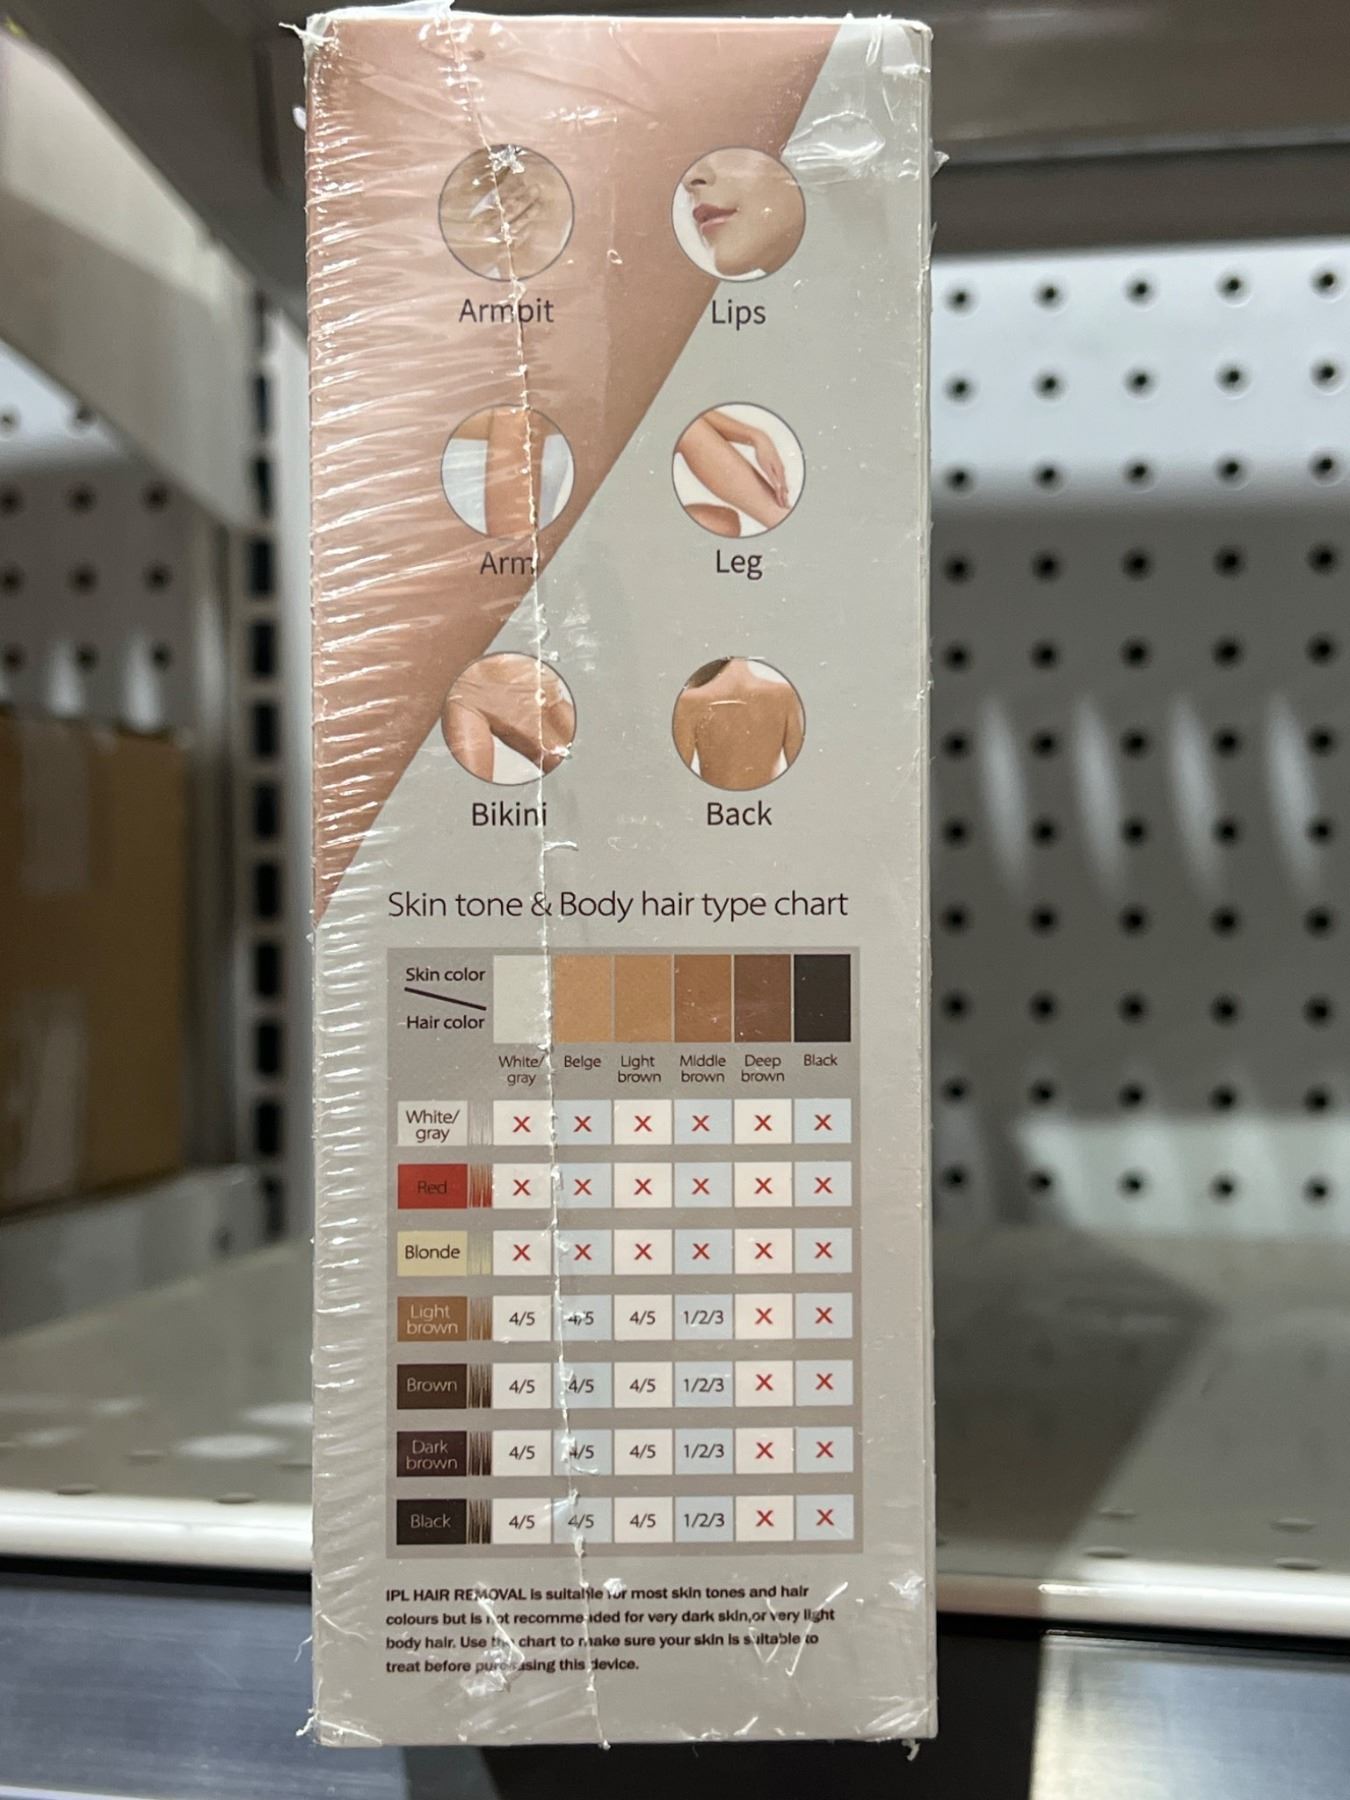 Armpit Lips
Arm Leg
Bikini Back
Skin tone & Body hair type chart
Skin color
Hair color
White/ Beige Light Middle Deep Black
gray brown brown brown
White/
gray X X X X X X
Red X X X X X X
Blonde X X X X X X
Light
brown 4/5 4/5 4/5 1/2/3 X X
Brown 4/5 4/5 4/5 1/2/3 X X
Dark
brown 4/5 4/5 4/5 1/2/3 X X
Black 4/5 4/5 4/5 1/2/3 X X
IPL HAIR REMOVAL is suitable for most skin tones and hair
colours but is not recommended for very dark skin,or very light
body hair. Use the chart to make sure your skin is suitable to
treat before purchasing this device.